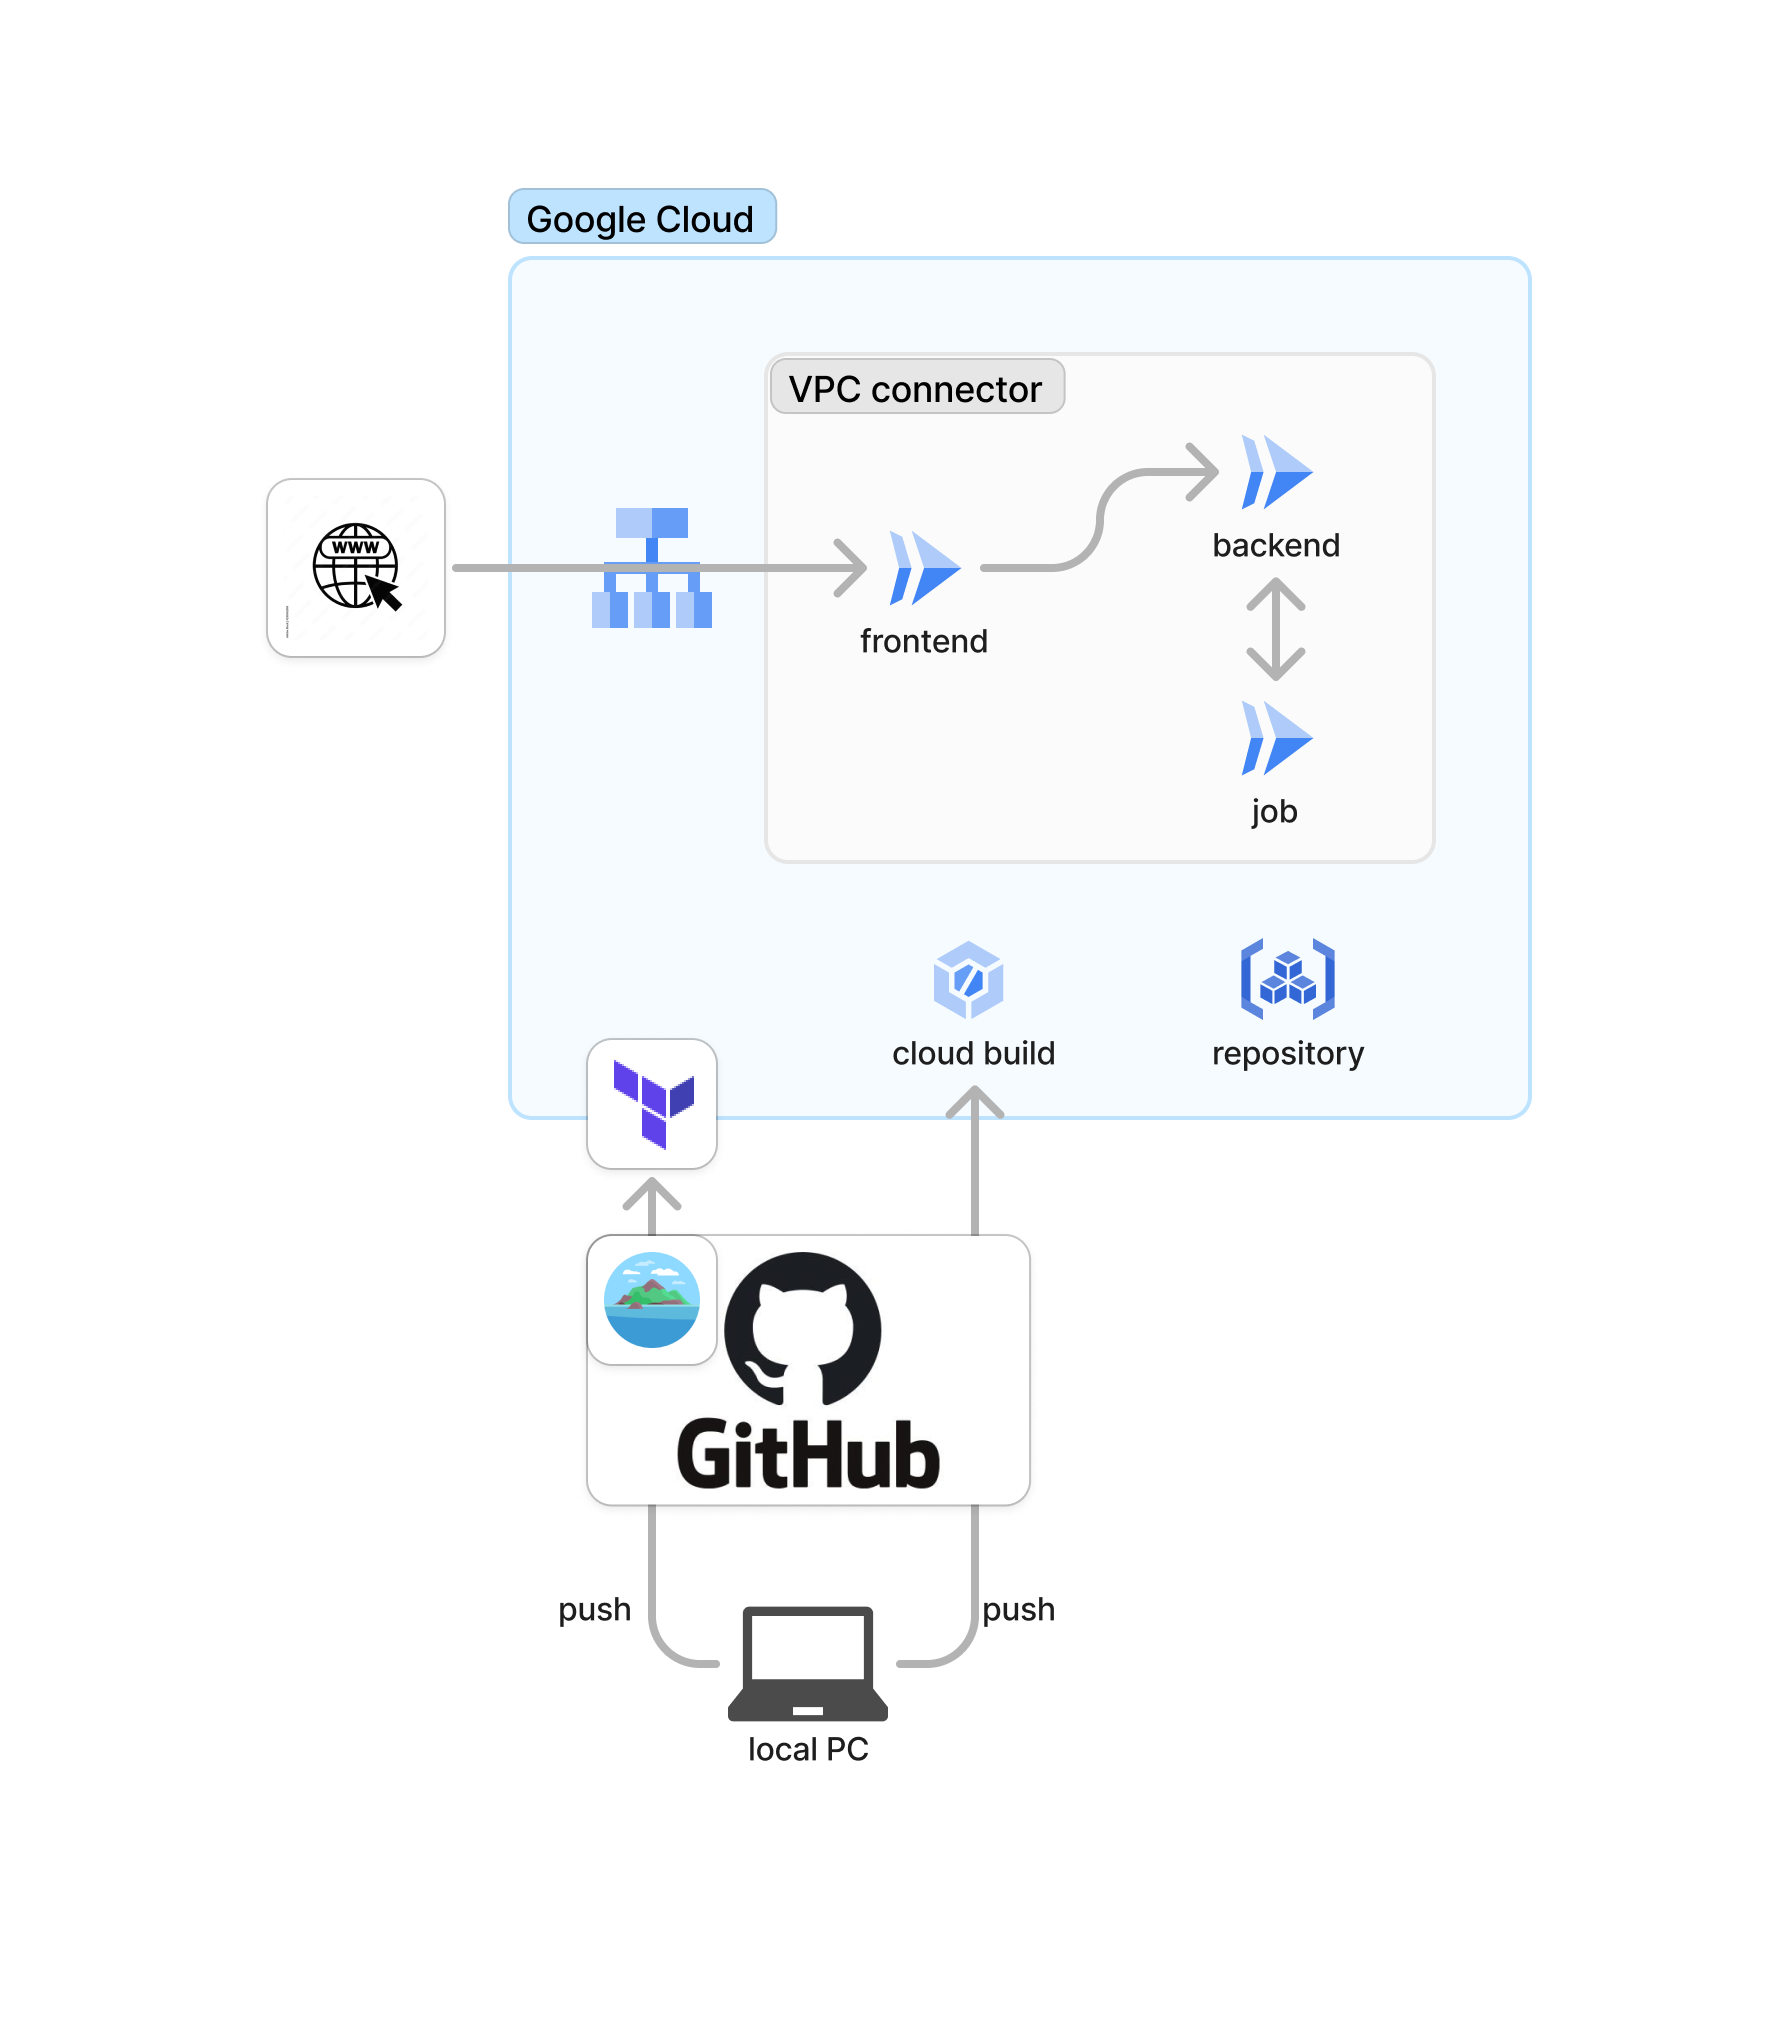 Google Cloud
VPC connector
WWW
backend
frontend
job
cloud build
repository
GitHub
push
push
local PC